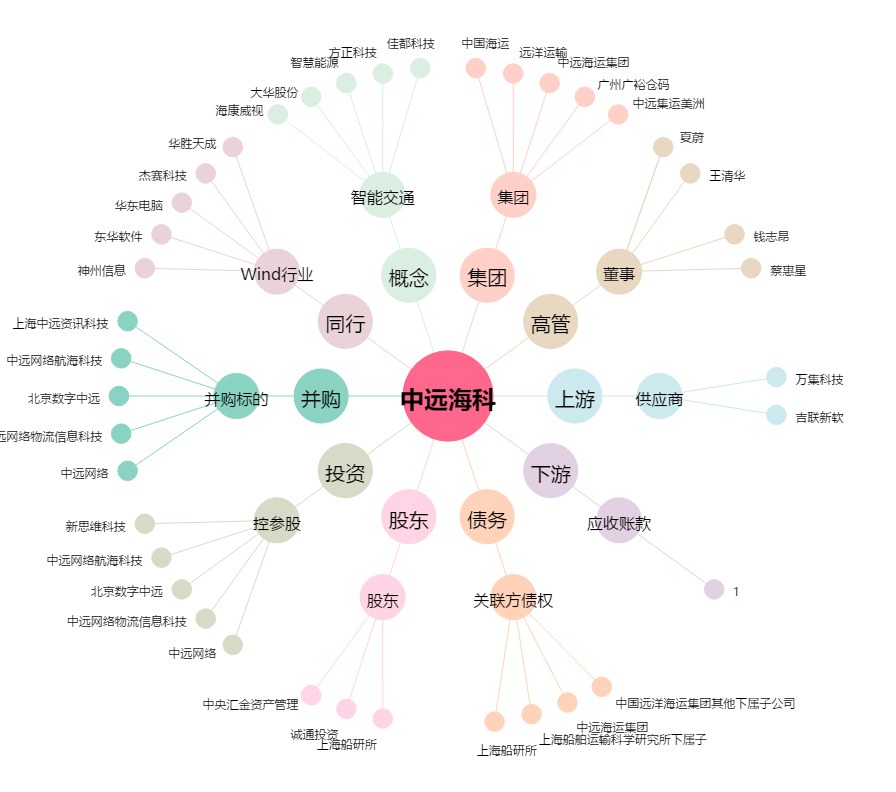 佳都科技
中国海运
方正科技
远洋运输
智慧能源
中远海运集团
大华股份
广州广裕仓码
海康威视
中远集运美洲
华胜天成
夏蔚
杰赛科技
王清华
智能交通
集团
华东电脑
东华软件
钱志昂
神州信息
Wind行业
概念
集团
董事
蔡惠星
上海中远资讯科技
同行
高管
中远网络航海科技
万集科技
北京数字中远
并购标的
并购
中远海科
上游
供应商
吉联新软
远网络物流信息科技
中远网络
投资
下游
新思维科技
控参股
股东
债务
应收账款
中远网络航海科技
北京数字中远
1
股东
关联方债权
中远网络物流信息科技
中远网络
中央汇金资产管理
中国远洋海运集团其他下属子公司
诚通投资
中远海运集团
上海船研所
上海船舶运输科学研究所下属子
上海船研所